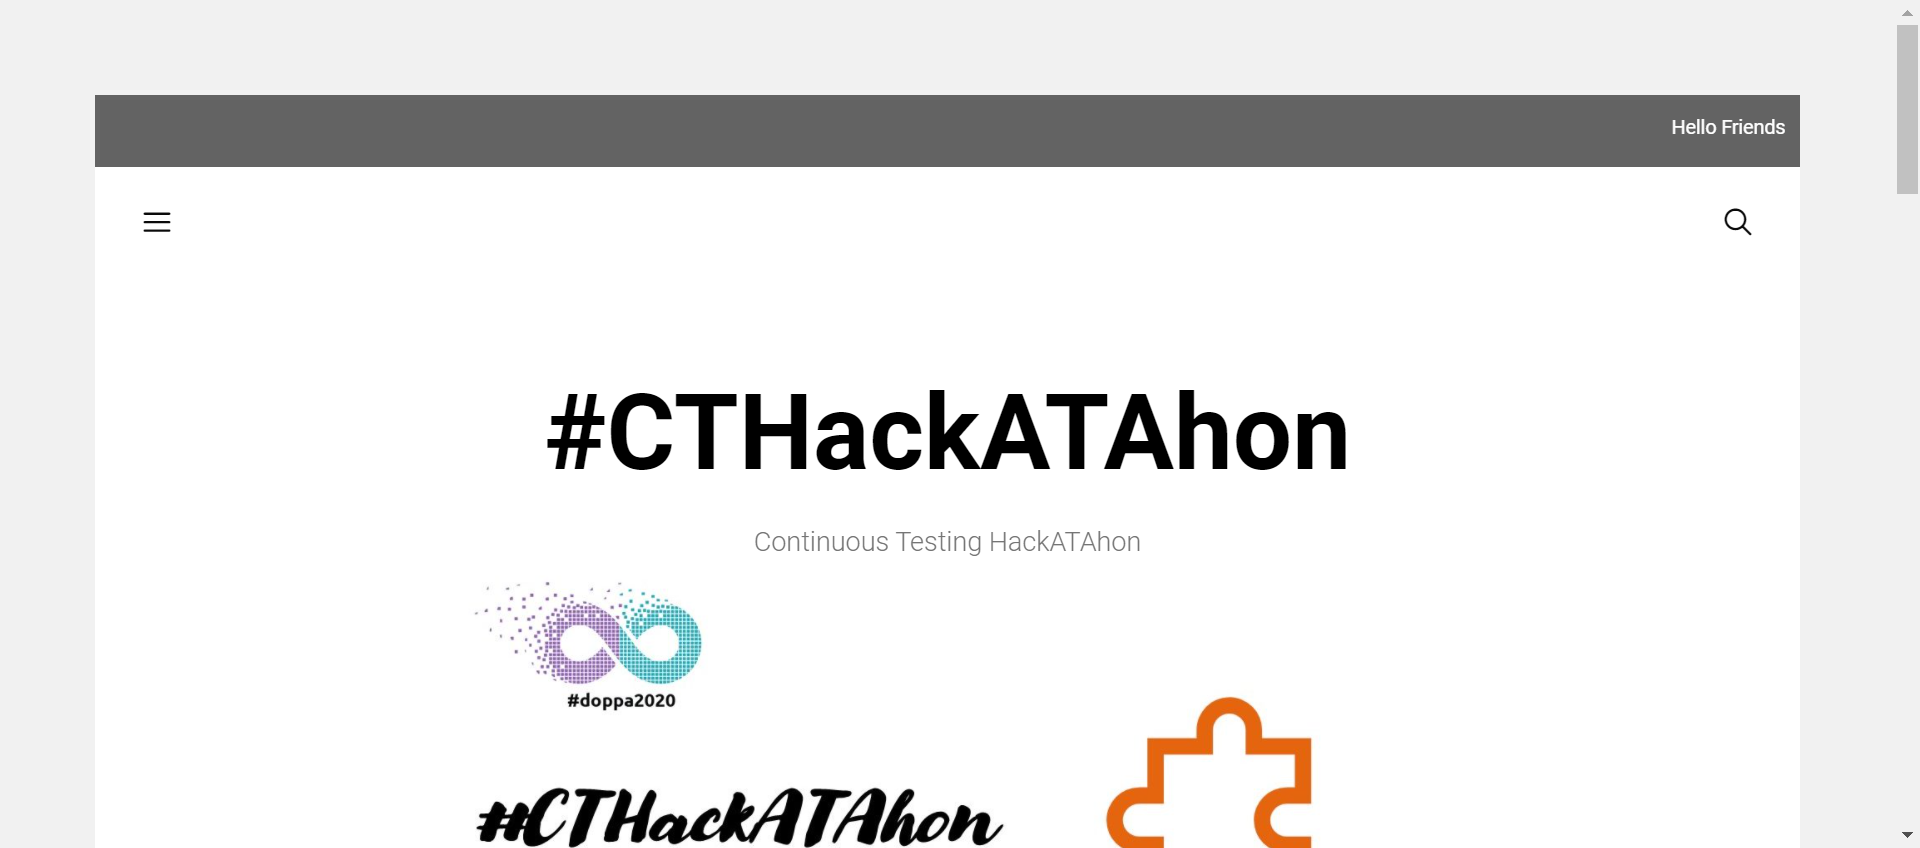 Hello Friends
#CTHackATAhon
Continuous Testing HackATAhon
#doppa2020
#CTHackATAhon